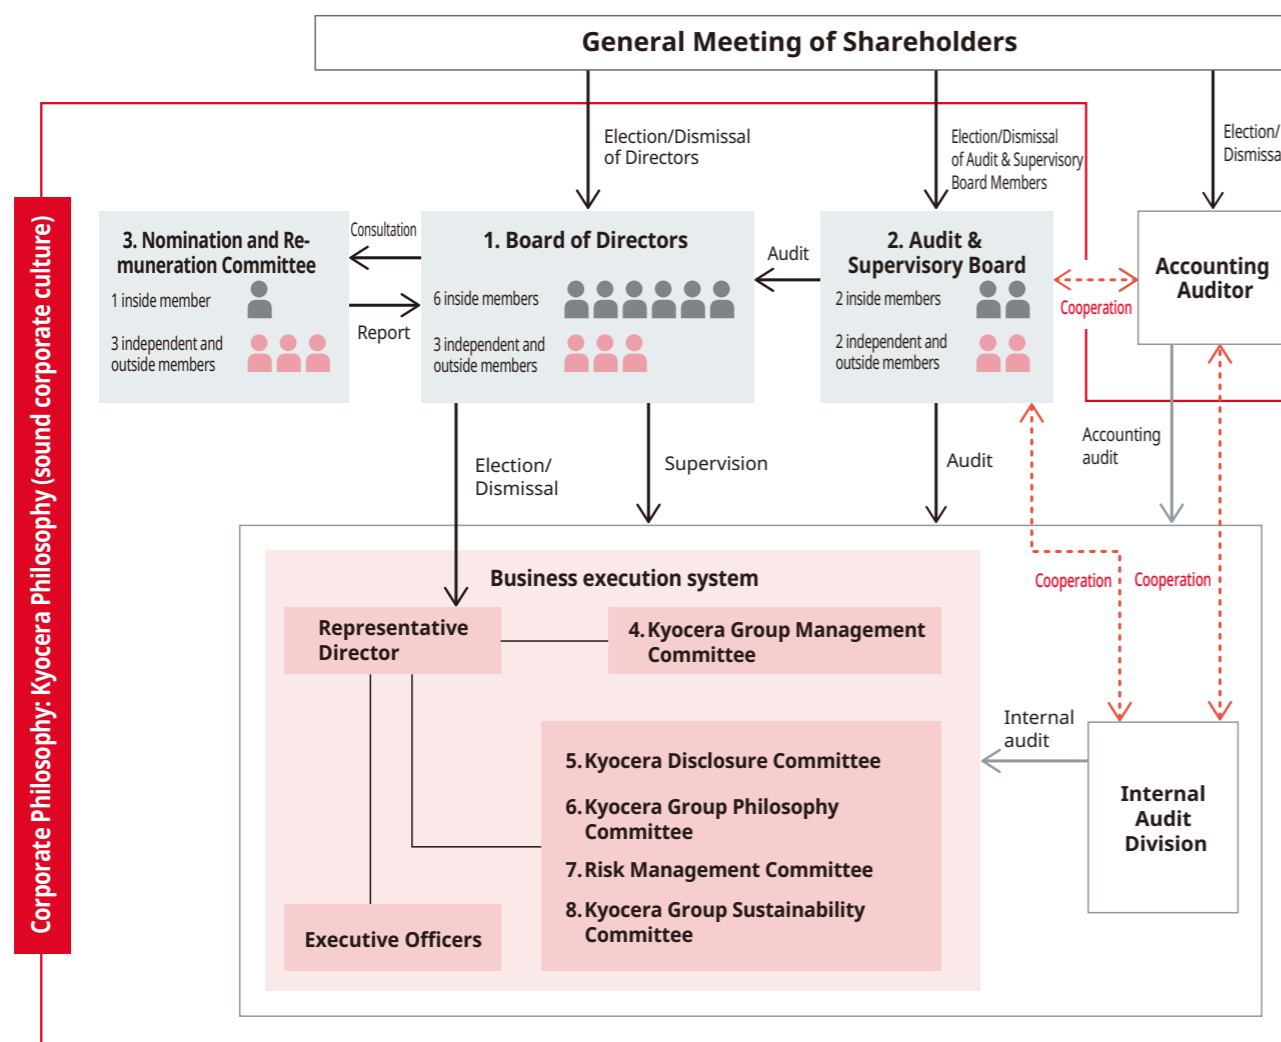 General Meeting of Shareholders
Election/Dismissal
of Directors
Election/Dismissal
of Audit & Supervisory
Board Members
Election/
Dismissa
Corporate Philosophy: Kyocera Philosophy (sound corporate culture)
3. Nomination and Re-
muneration Committee
1 inside member
3 independent and
outside members
Consultation
Report
1. Board of Directors
6 inside members
3 independent and
outside members
Audit
2. Audit &
Supervisory Board
2 inside members
2 independent and
outside members
Cooperation
Accounting
Auditor
Election/
Dismissal
Supervision
Audit
Accounting
audit
Business execution system
Cooperation
Cooperation
Representative
Director
4. Kyocera Group Management
Committee
Internal
audit
5. Kyocera Disclosure Committee
6. Kyocera Group Philosophy
Committee
7. Risk Management Committee
8. Kyocera Group Sustainability
Committee
Internal
Audit
Division
Executive Officers